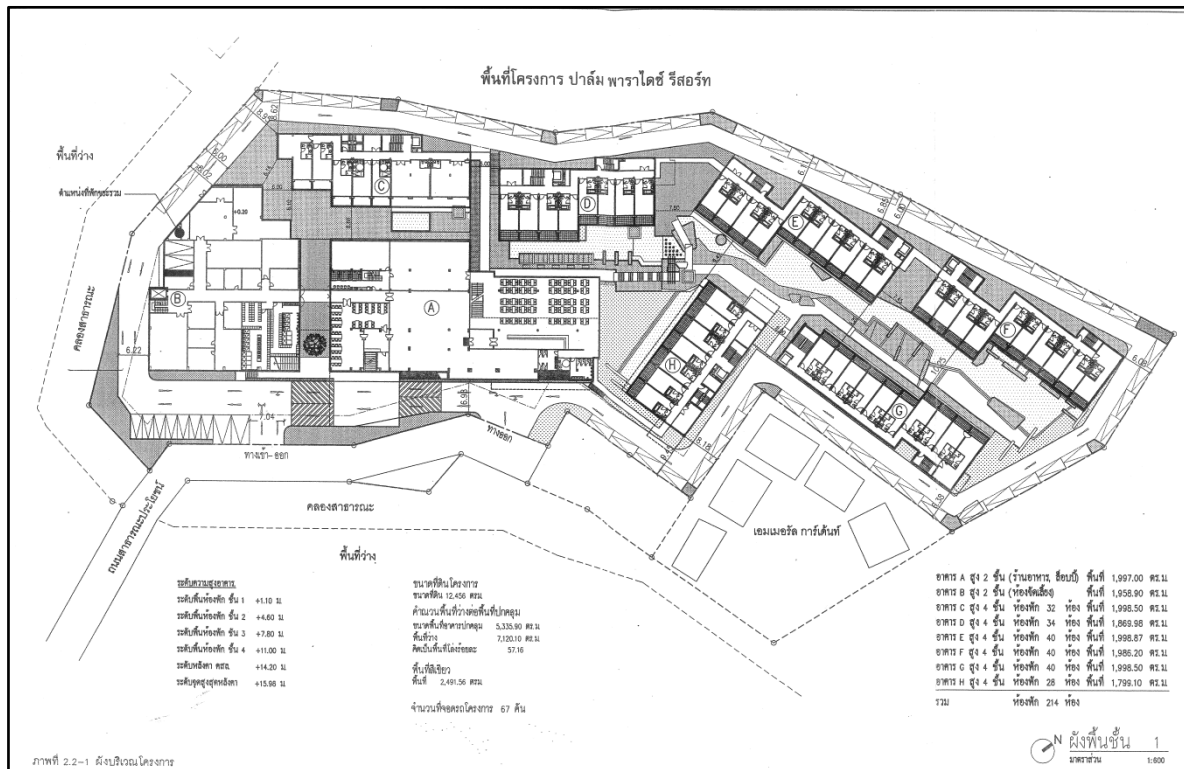 พื้นที่โครงการ ปาล์ม พาราไดซ์ รีสอร์ท
พื้นที่ว่าง
ตำแหน่งที่พักขยะรวม
คลองสาธารณะ
ถนนสาธารณะประโยชน์
ทางเข้า-ออก
ทางออก
คลองสาธารณะ
พื้นที่ว่าง
เอมเมอรัล การ์เด้นท์
A
B
C
D
E
F
G
H
+0.20
6.22
7.04
6.98
8.18
6.00
8.62
ระดับความสูงอาคาร
ระดับพื้นห้องพัก ชั้น 1 +1.10 ม
ระดับพื้นห้องพัก ชั้น 2 +4.60 ม
ระดับพื้นห้องพัก ชั้น 3 +7.80 ม
ระดับพื้นห้องพัก ชั้น 4 +11.00 ม
ระดับหลังคา คสล. +14.20 ม
ระดับจุดสูงสุดหลังคา +15.98 ม
ขนาดที่ดินโครงการ
ขนาดที่ดิน 12,456 ตรม
คำนวนพื้นที่ว่างต่อพื้นที่ปกคลุม
ขนาดพื้นที่อาคารปกคลุม 5,335.90 ตร.ม
พื้นที่ว่าง 7,120.10 ตร.ม
คิดเป็นพื้นที่โล่งร้อยละ 57.16
พื้นที่สีเขียว
พื้นที่ 2,491.56 ตรม
จำนวนที่จอดรถโครงการ 67 คัน
อาคาร A สูง 2 ชั้น (ร้านอาหาร, ล็อบบี้) พื้นที่ 1,997.00 ตร.ม
อาคาร B สูง 2 ชั้น (ห้องจัดเลี้ยง) พื้นที่ 1,958.90 ตร.ม
อาคาร C สูง 4 ชั้น ห้องพัก 32 ห้อง พื้นที่ 1,998.50 ตร.ม
อาคาร D สูง 4 ชั้น ห้องพัก 34 ห้อง พื้นที่ 1,869.98 ตร.ม
อาคาร E สูง 4 ชั้น ห้องพัก 40 ห้อง พื้นที่ 1,998.87 ตร.ม
อาคาร F สูง 4 ชั้น ห้องพัก 40 ห้อง พื้นที่ 1,986.20 ตร.ม
อาคาร G สูง 4 ชั้น ห้องพัก 40 ห้อง พื้นที่ 1,998.50 ตร.ม
อาคาร H สูง 4 ชั้น ห้องพัก 28 ห้อง พื้นที่ 1,799.10 ตร.ม
รวม ห้องพัก 214 ห้อง
N ผังพื้นชั้น 1
มาตราส่วน 1:600
ภาพที่ 2.2-1 ผังบริเวณโครงการ